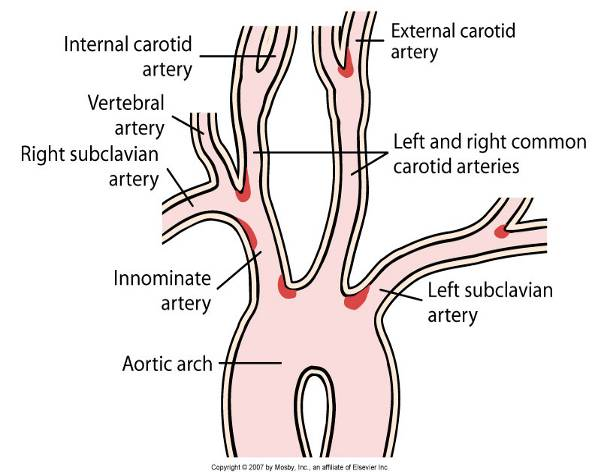 Internal carotid
artery
External carotid
artery
Vertebral
artery
Right subclavian
artery
Left and right common
carotid arteries
Innominate
artery
Left subclavian
artery
Aortic arch
Copyright © 2007 by Mosby, Inc., an affiliate of Elsevier Inc.